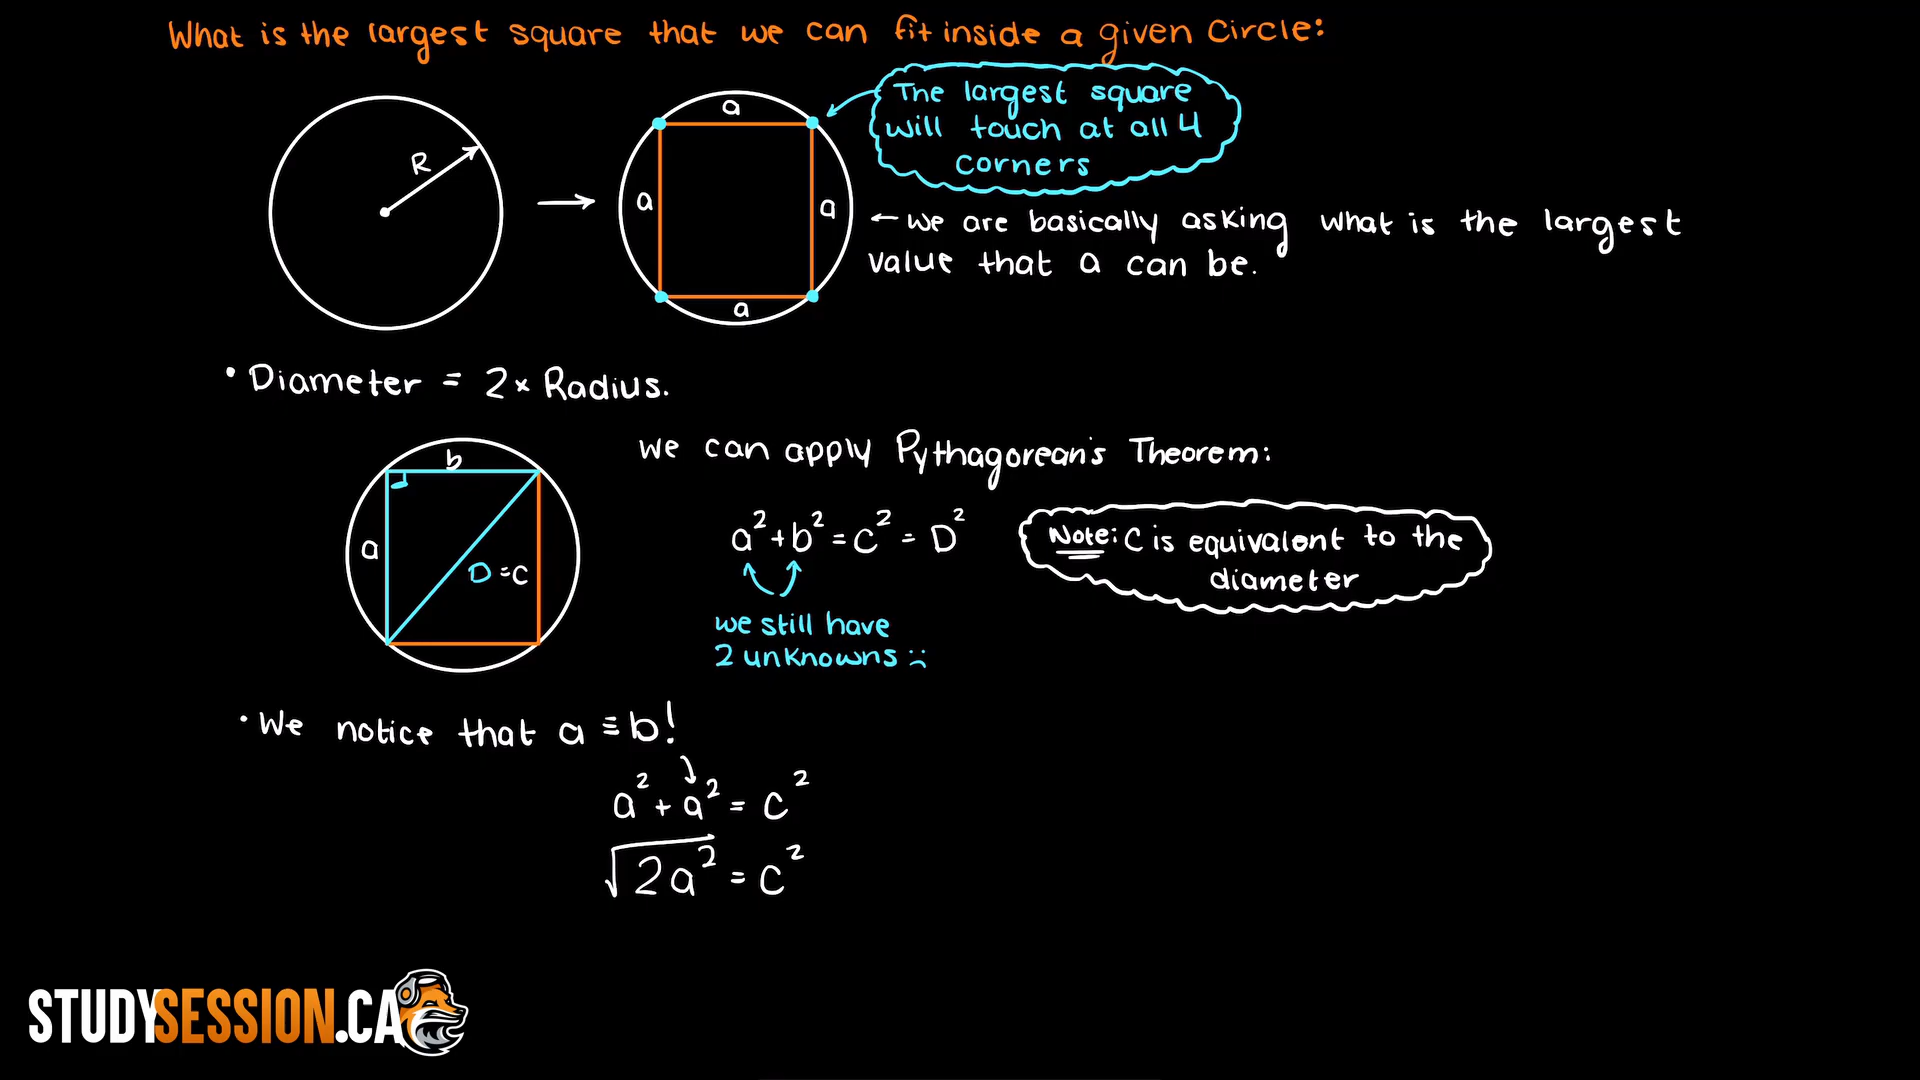 What is the largest square that we can fit inside a given circle:
R
a
a
a
a
The largest square
will touch at all 4
corners
← we are basically asking what is the largest
value that a can be.
• Diameter = 2 × Radius.
b
a
D = c
we can apply Pythagorean's Theorem:
a² + b² = c² = D²
Note: C is equivalent to the
diameter
we still have
2 unknowns :(
• We notice that a ≡ b!
a² + a² = c²
√2a² = c²
STUDYSESSION.CA